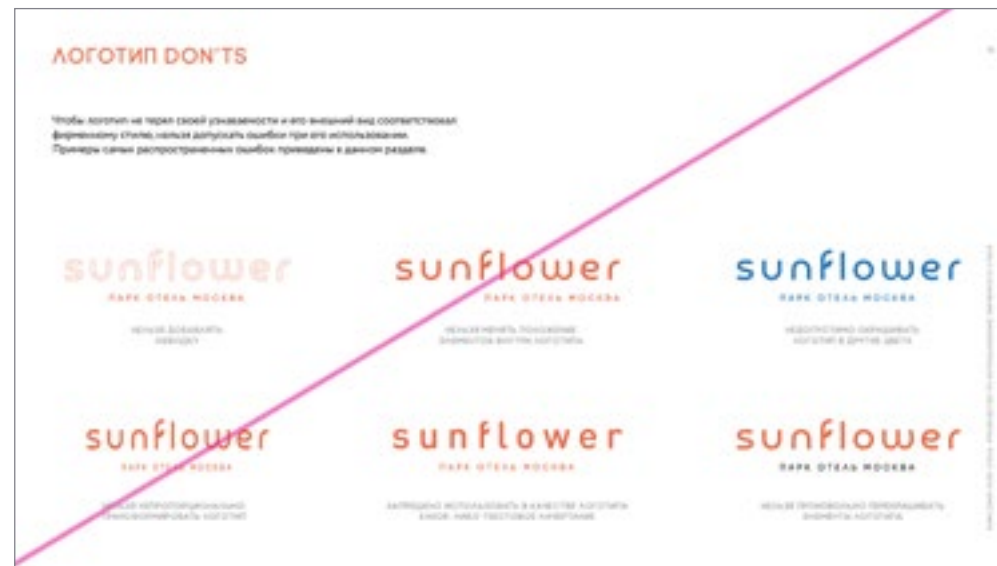 ЛОГОТИП DON'TS
Чтобы логотип не терял своей узнаваемости и его внешний вид соответствовал
фирменному стилю, нельзя допускать ошибки при его использовании.
Примеры самых распространенных ошибок приведены в данном разделе.
sunflower
ПАРК ОТЕЛЬ МОСКВА
НЕЛЬЗЯ ДОБАВЛЯТЬ
ОБВОДКУ
sunflower
ПАРК ОТЕЛЬ МОСКВА
НЕЛЬЗЯ МЕНЯТЬ ПОЛОЖЕНИЕ
ЭЛЕМЕНТОВ ВНУТРИ ЛОГОТИПА
sunflower
ПАРК ОТЕЛЬ МОСКВА
НЕДОПУСТИМО ОКРАШИВАТЬ
ЛОГОТИП В ДРУГИЕ ЦВЕТА
sunflower
ПАРК ОТЕЛЬ МОСКВА
НЕЛЬЗЯ НЕПРОПОРЦИОНАЛЬНО
ТРАНСФОРМИРОВАТЬ ЛОГОТИП
sunflower
ПАРК ОТЕЛЬ МОСКВА
ЗАПРЕЩЕНО ИСПОЛЬЗОВАТЬ В КАЧЕСТВЕ ЛОГОТИПА
КАКОЕ-ЛИБО ТЕКСТОВОЕ НАЧЕРТАНИЕ
sunflower
ПАРК ОТЕЛЬ МОСКВА
НЕЛЬЗЯ ПРОИЗВОЛЬНО ПЕРЕКРАШИВАТЬ
ЭЛЕМЕНТЫ ЛОГОТИПА